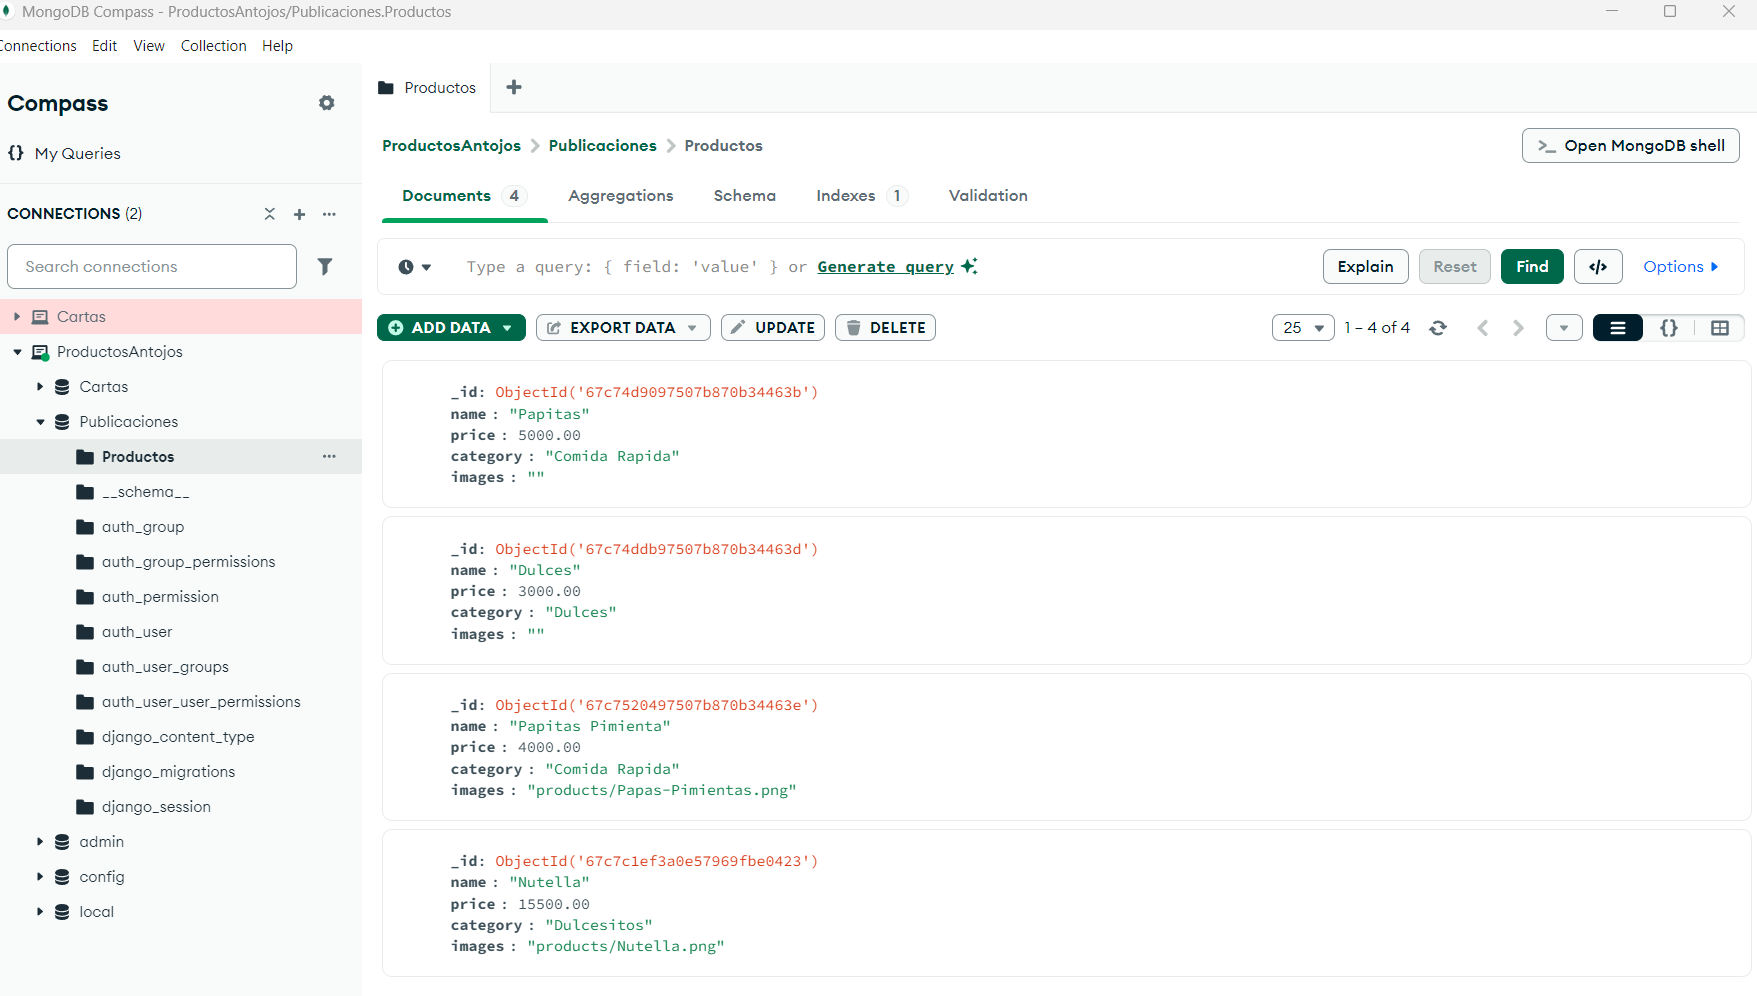 MongoDB Compass - ProductosAntojos/Publicaciones.Productos
Connections Edit View Collection Help
Compass
{} My Queries
CONNECTIONS (2)
Search connections
Cartas
ProductosAntojos
Cartas
Publicaciones
Productos
__schema__
auth_group
auth_group_permissions
auth_permission
auth_user
auth_user_groups
auth_user_user_permissions
django_content_type
django_migrations
django_session
admin
config
local
Productos
ProductosAntojos > Publicaciones > Productos
>_ Open MongoDB shell
Documents 4 Aggregations Schema Indexes 1 Validation
Type a query: { field: 'value' } or Generate query
Explain Reset Find </> Options
ADD DATA EXPORT DATA UPDATE DELETE
25 1 – 4 of 4 {}
_id: ObjectId('67c74d9097507b870b34463b')
name : "Papitas"
price : 5000.00
category : "Comida Rapida"
images : ""
_id: ObjectId('67c74ddb97507b870b34463d')
name : "Dulces"
price : 3000.00
category : "Dulces"
images : ""
_id: ObjectId('67c7520497507b870b34463e')
name : "Papitas Pimienta"
price : 4000.00
category : "Comida Rapida"
images : "products/Papas-Pimientas.png"
_id: ObjectId('67c7c1ef3a0e57969fbe0423')
name : "Nutella"
price : 15500.00
category : "Dulcesitos"
images : "products/Nutella.png"